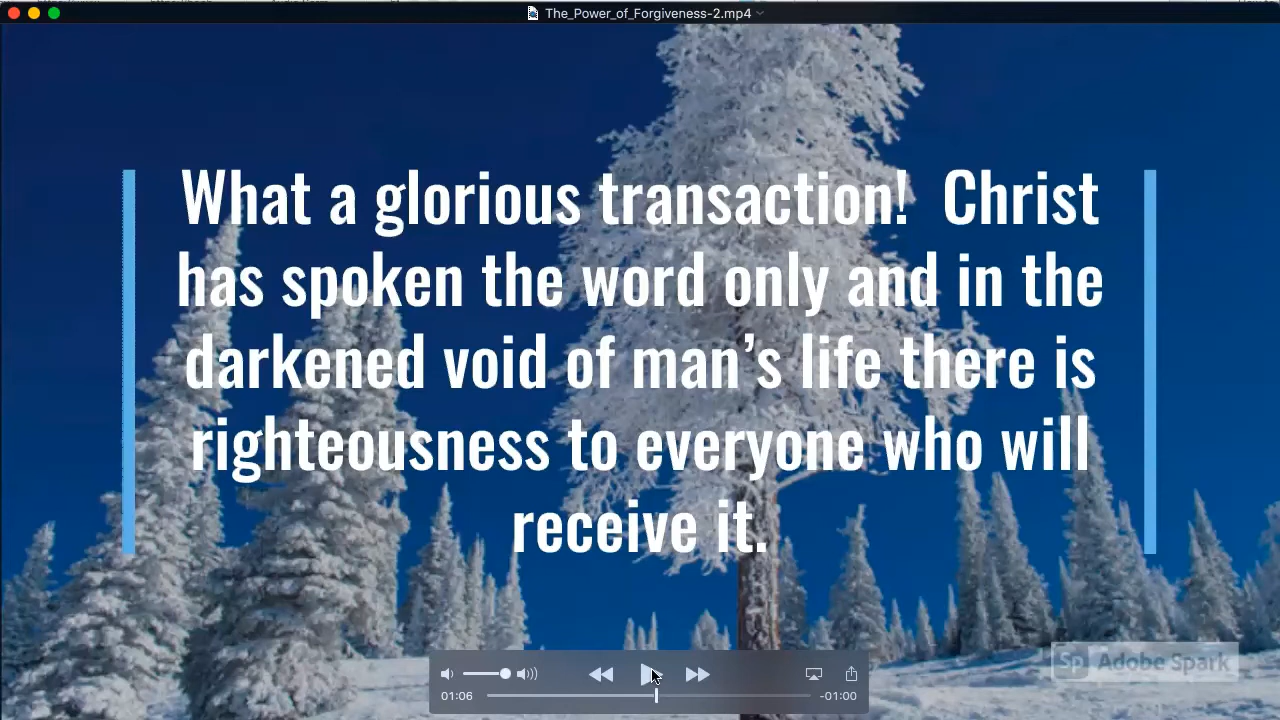 The_Power_of_Forgiveness-2.mp4
What a glorious transaction!  Christ
has spoken the word only and in the
darkened void of man’s life there is
righteousness to everyone who will
receive it.
Sp Adobe Spark
01:06
-01:00